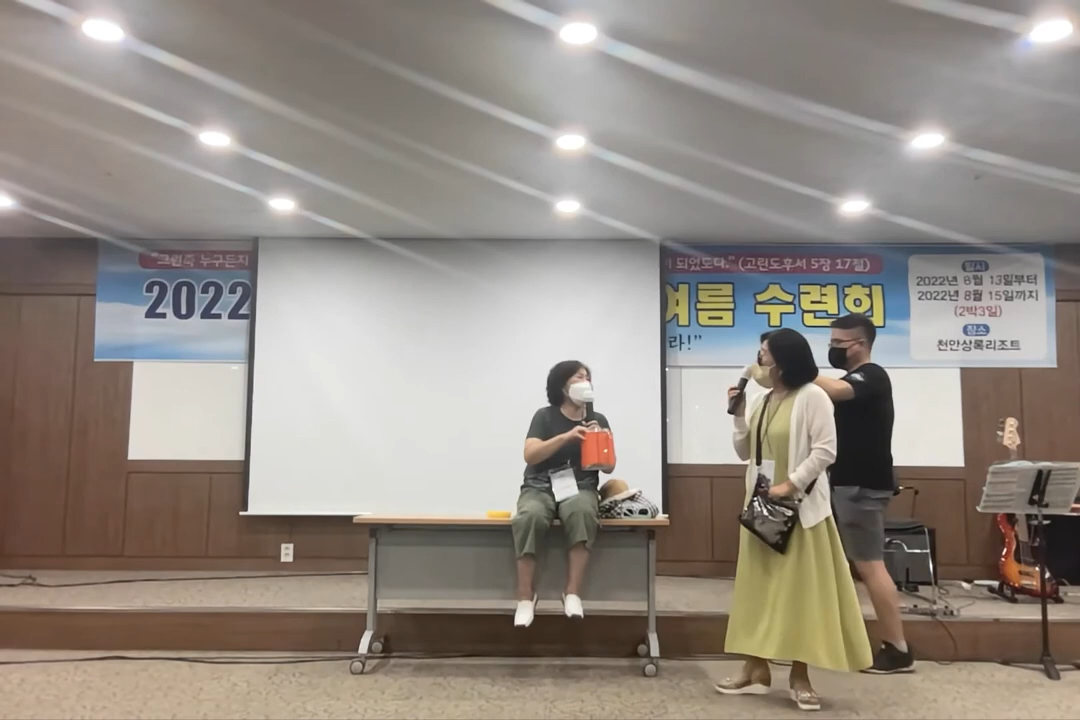 "그런즉 누구든지
되었도다." (고린도후서 5장 17절)
2022
여름 수련회
라!"
일시
2022년 8월 13일부터
2022년 8월 15일까지
(2박3일)
장소
천안상록리조트